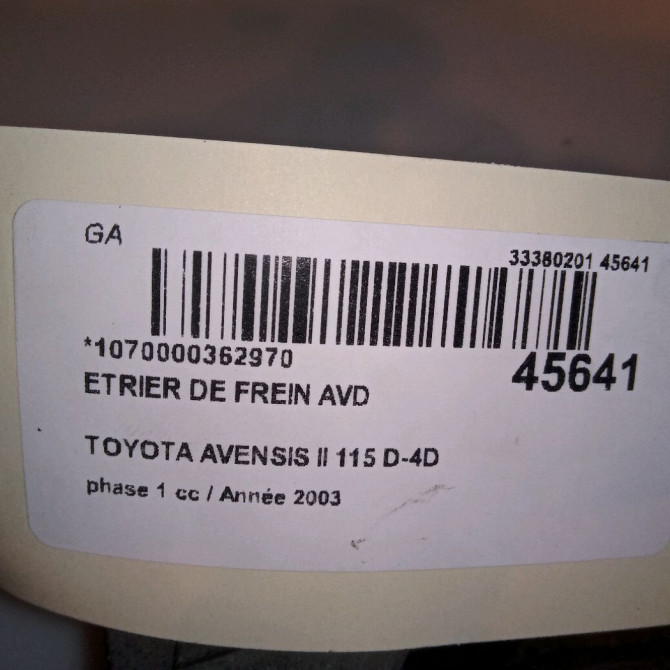 GA
33380201 45641
*1070000362970
45641
ETRIER DE FREIN AVD
TOYOTA AVENSIS II 115 D-4D
phase 1 cc / Année 2003